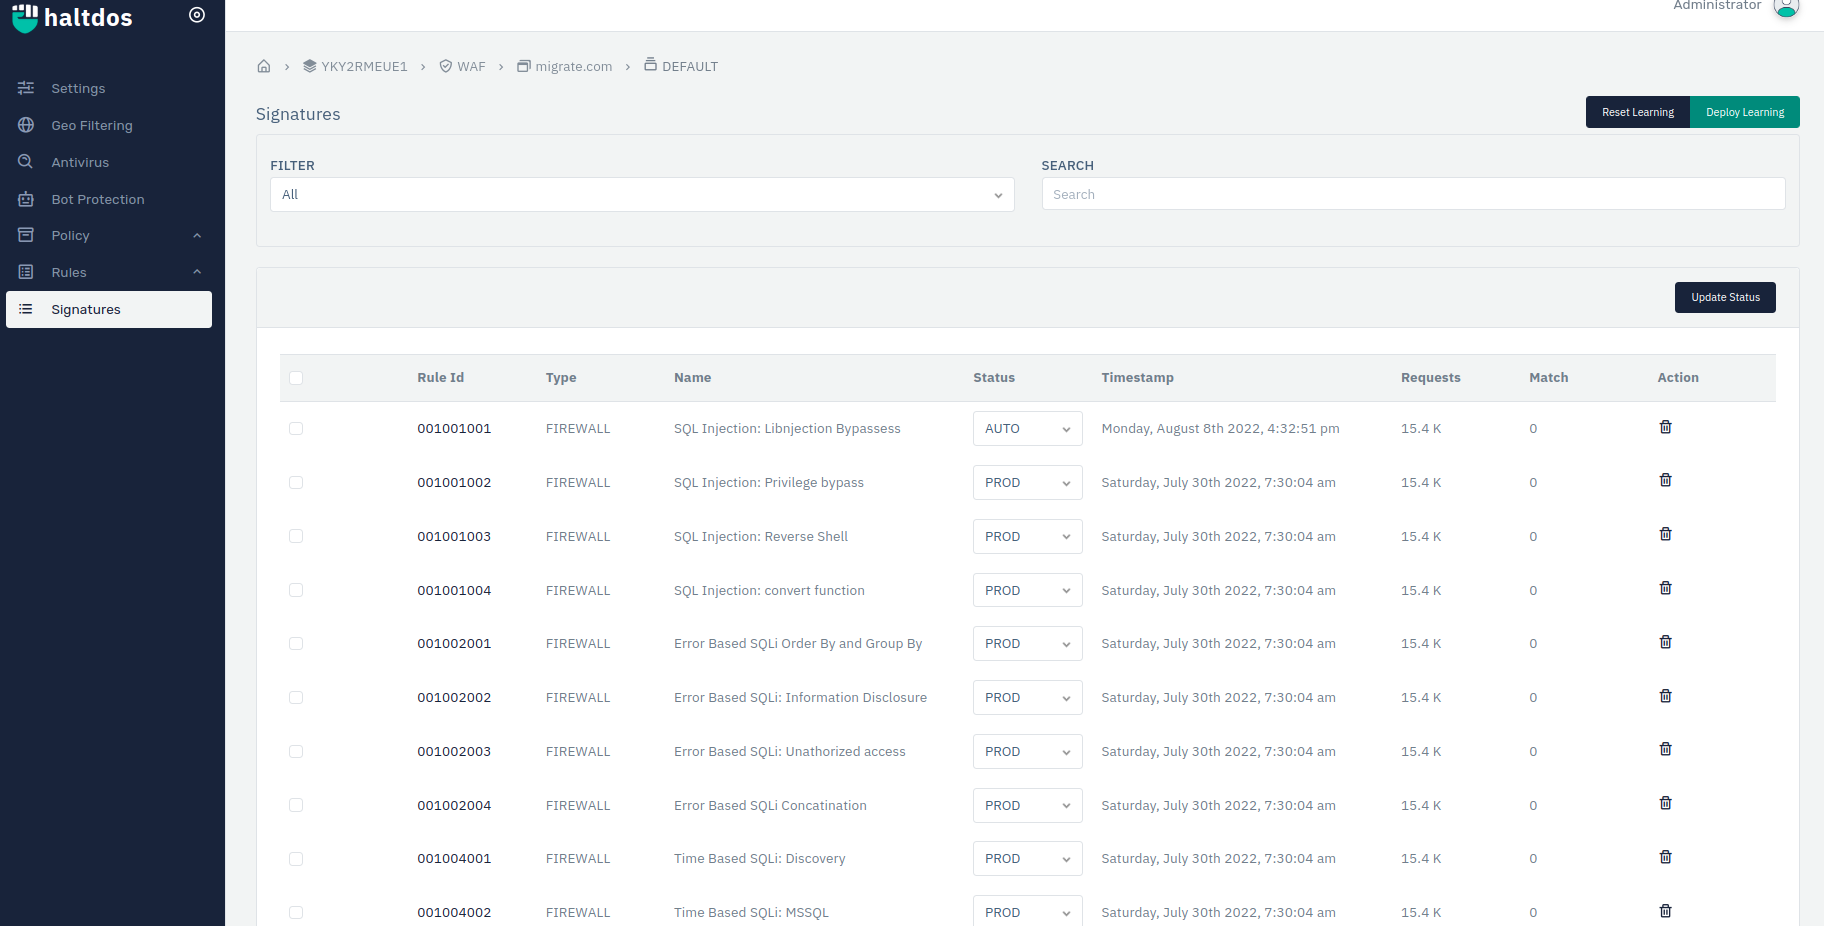 haltdos
Administrator
YKY2RMEUE1 WAF migrate.com DEFAULT
Settings
Geo Filtering
Antivirus
Bot Protection
Policy
Rules
Signatures
Signatures
Reset Learning Deploy Learning
FILTER SEARCH
All Search
Update Status
Rule Id Type Name Status Timestamp Requests Match Action
001001001 FIREWALL SQL Injection: Libnjection Bypassess AUTO Monday, August 8th 2022, 4:32:51 pm 15.4 K 0
001001002 FIREWALL SQL Injection: Privilege bypass PROD Saturday, July 30th 2022, 7:30:04 am 15.4 K 0
001001003 FIREWALL SQL Injection: Reverse Shell PROD Saturday, July 30th 2022, 7:30:04 am 15.4 K 0
001001004 FIREWALL SQL Injection: convert function PROD Saturday, July 30th 2022, 7:30:04 am 15.4 K 0
001002001 FIREWALL Error Based SQLi Order By and Group By PROD Saturday, July 30th 2022, 7:30:04 am 15.4 K 0
001002002 FIREWALL Error Based SQLi: Information Disclosure PROD Saturday, July 30th 2022, 7:30:04 am 15.4 K 0
001002003 FIREWALL Error Based SQLi: Unathorized access PROD Saturday, July 30th 2022, 7:30:04 am 15.4 K 0
001002004 FIREWALL Error Based SQLi Concatination PROD Saturday, July 30th 2022, 7:30:04 am 15.4 K 0
001004001 FIREWALL Time Based SQLi: Discovery PROD Saturday, July 30th 2022, 7:30:04 am 15.4 K 0
001004002 FIREWALL Time Based SQLi: MSSQL PROD Saturday, July 30th 2022, 7:30:04 am 15.4 K 0